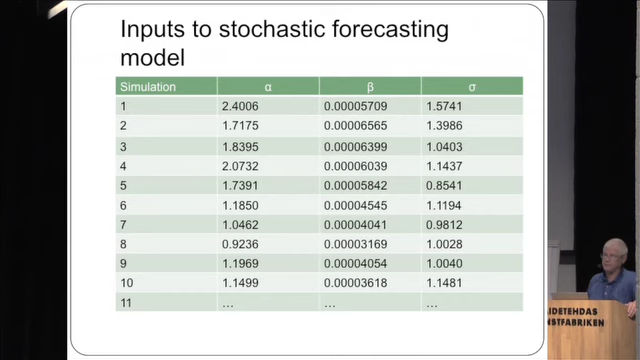 Inputs to stochastic forecasting
model
Simulation α β σ
1 2.4006 0.00005709 1.5741
2 1.7175 0.00006565 1.3986
3 1.8395 0.00006399 1.0403
4 2.0732 0.00006039 1.1437
5 1.7391 0.00005842 0.8541
6 1.1850 0.00004545 1.1194
7 1.0462 0.00004041 0.9812
8 0.9236 0.00003169 1.0028
9 1.1969 0.00004054 1.0040
10 1.1499 0.00003618 1.1481
11 ... ... ...
IDETEHDAS
NSTFABRIKEN